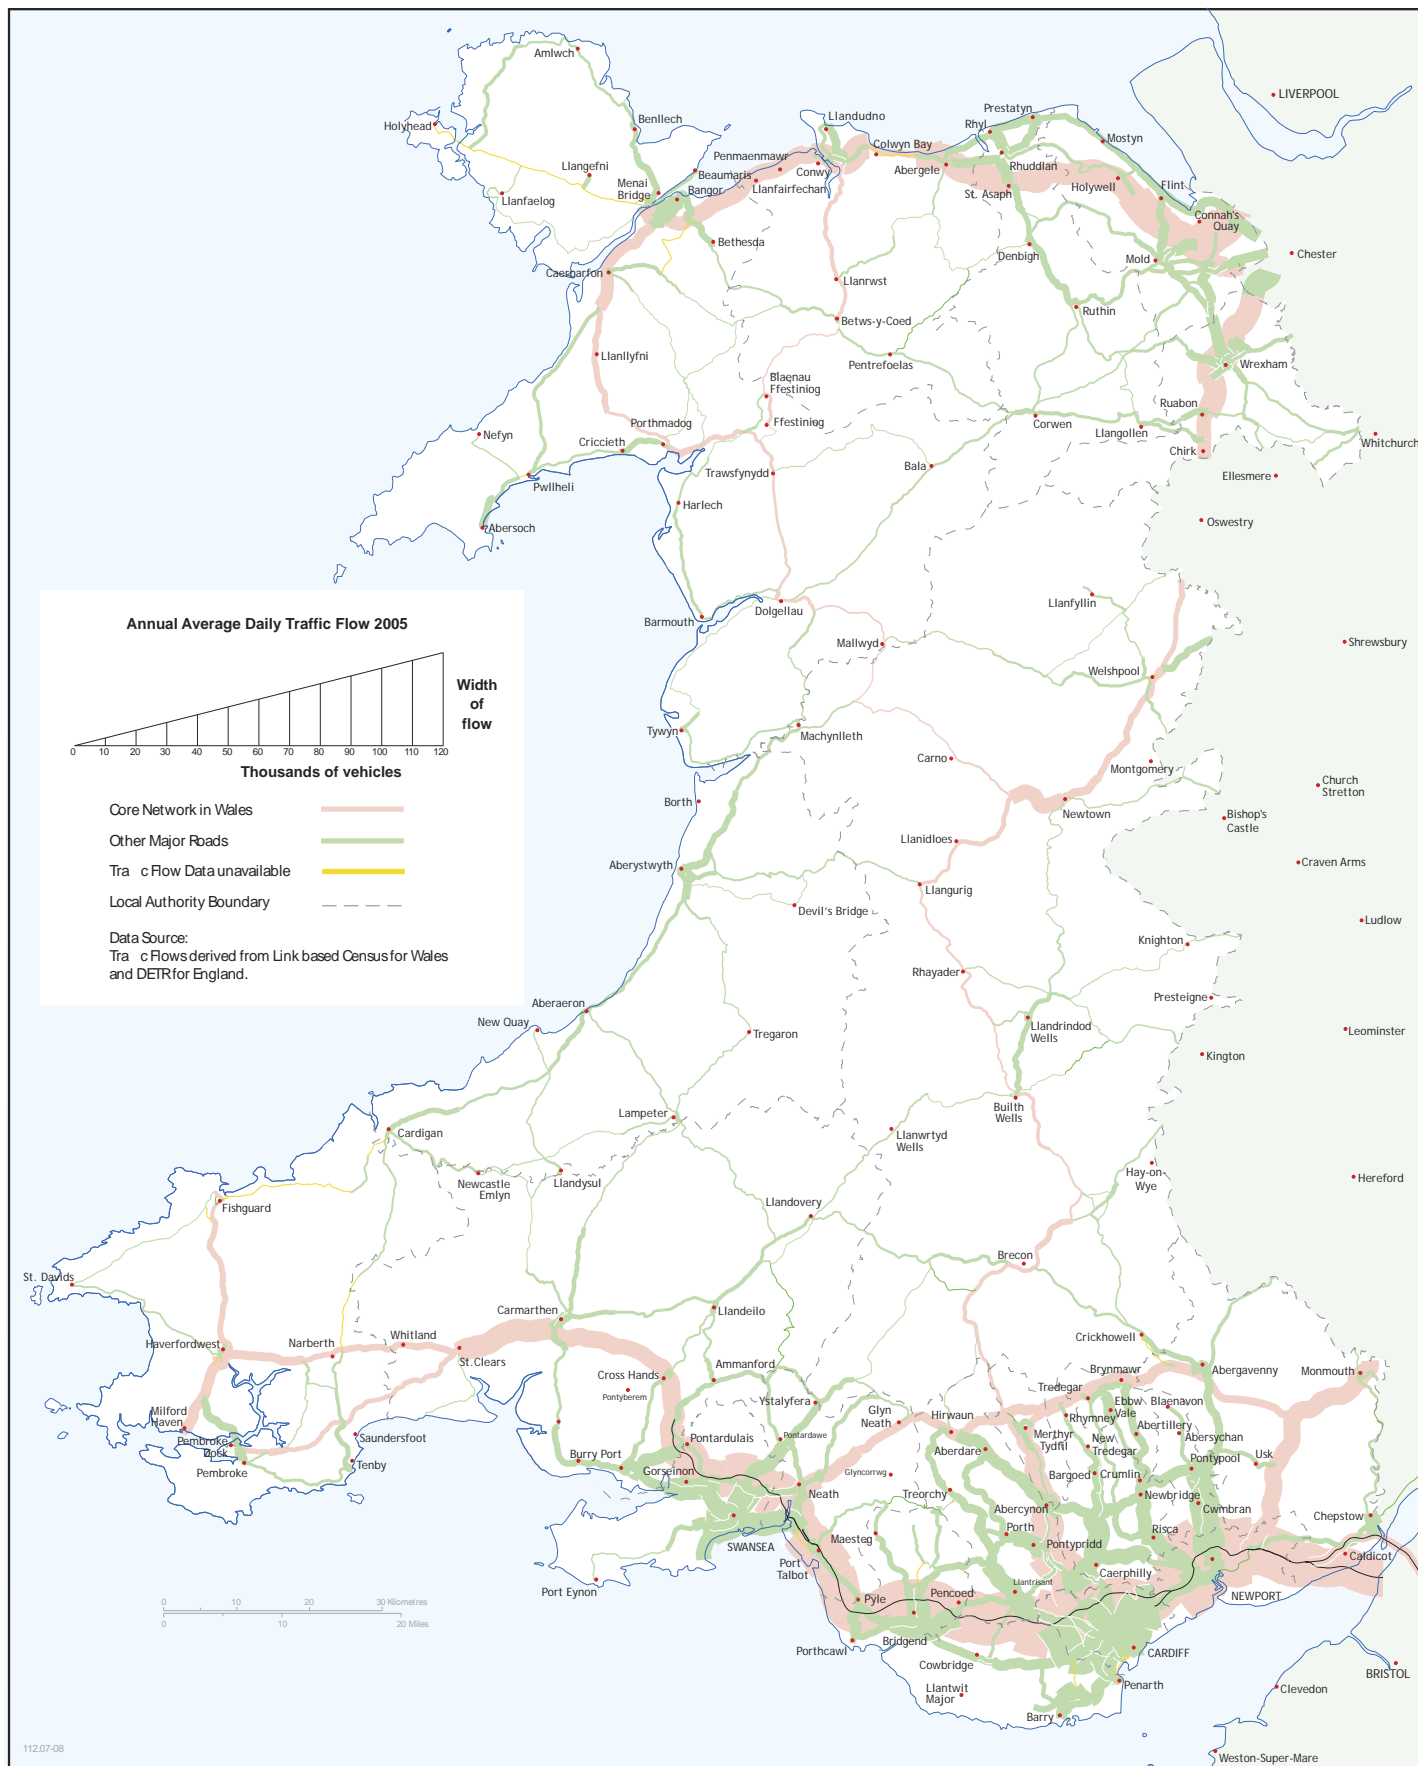 Amlwch
LIVERPOOL
Holyhead
Benllech
Llandudno
Prestatyn
Rhyl
Mostyn
Llangefni
Penmaenmawr
Colwyn Bay
Menai
Bridge
Beaumaris
Conwy
Abergele
Rhuddlan
Holywell
Flint
Llanfaelog
Bangor
Llanfairfechan
St. Asaph
Connah's
Quay
Bethesda
Denbigh
Mold
Chester
Caernarfon
Llanrwst
Ruthin
Betws-y-Coed
Llanllyfni
Pentrefoelas
Wrexham
Blaenau
Ffestiniog
Ruabon
Nefyn
Criccieth
Porthmadog
Ffestiniog
Corwen
Llangollen
Whitchurch
Chirk
Trawsfynydd
Bala
Ellesmere
Pwllheli
Harlech
Abersoch
Oswestry
Annual Average Daily Traffic Flow 2005
Width
of
flow
0 10 20 30 40 50 60 70 80 90 100 110 120
Thousands of vehicles
Core Network in Wales
Other Major Roads
Tra c Flow Data unavailable
Local Authority Boundary
Data Source:
Tra c Flows derived from Link based Census for Wales
and DETR for England.
Barmouth
Dolgellau
Llanfyllin
Mallwyd
Shrewsbury
Welshpool
Tywyn
Machynlleth
Carno
Montgomery
Church
Stretton
Borth
Newtown
Bishop's
Castle
Llanidloes
Aberystwyth
Craven Arms
Llangurig
Devil's Bridge
Ludlow
Knighton
Rhayader
Presteigne
Aberaeron
New Quay
Tregaron
Llandrindod
Wells
Leominster
Kington
Lampeter
Builth
Wells
Cardigan
Llanwrtyd
Wells
Newcastle
Emlyn
Llandysul
Hay-on-
Wye
Hereford
Fishguard
Llandovery
Brecon
St. Davids
Carmarthen
Llandeilo
Haverfordwest
Narberth
Whitland
St.Clears
Crickhowell
Abergavenny
Monmouth
Cross Hands
Ammanford
Brynmawr
Pontyberem
Tredegar
Ystalyfera
Ebbw
Vale
Blaenavon
Milford
Haven
Glyn
Neath
Hirwaun
Rhymney
Abertillery
Pembroke
Dock
Saundersfoot
Pontardulais
Pontardawe
Merthyr
Tydfil
New
Tredegar
Abersychan
Pembroke
Tenby
Burry Port
Gorseinon
Aberdare
Bargoed
Crumlin
Pontypool
Usk
Glyncorrwg
Neath
Treorchy
Newbridge
Cwmbran
Abercynon
Chepstow
SWANSEA
Maesteg
Porth
Risca
Port
Talbot
Pontypridd
Caldicot
Caerphilly
Port Eynon
Llantrisant
Pyle
Pencoed
NEWPORT
0 10 20 30 Kilometres
0 10 20 Miles
Porthcawl
Bridgend
CARDIFF
Cowbridge
BRISTOL
Llantwit
Major
Penarth
Clevedon
Barry
112.07-08
Weston-Super-Mare